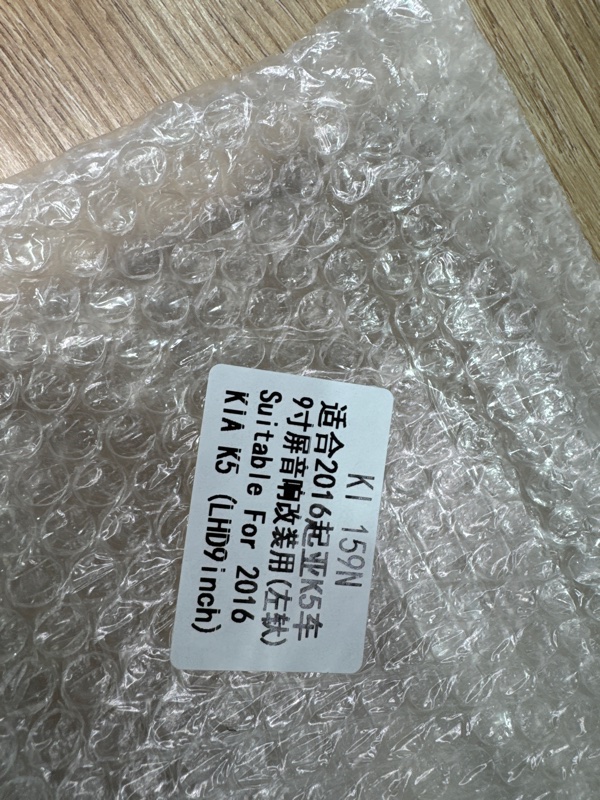 KI 159N
适合2016起亚K5车
9寸屏音响改装用(左舦)
Suitable For 2016
KIA K5 (LHD9inch)